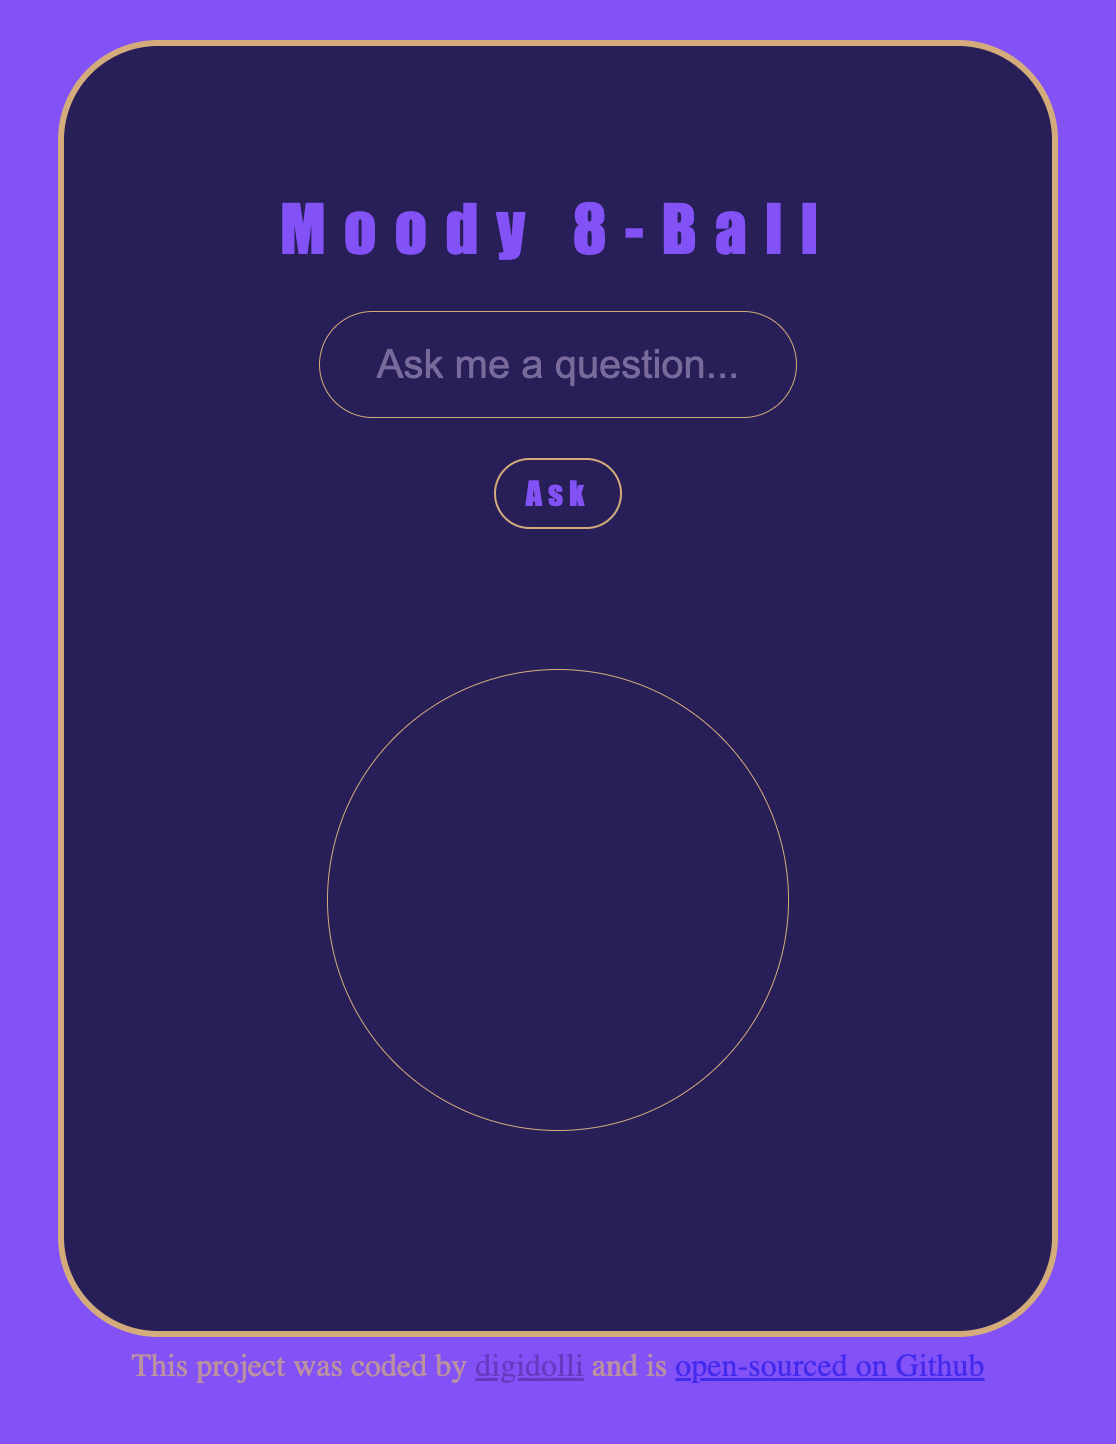 Moody 8-Ball
Ask me a question...
Ask
This project was coded by digidolli and is open-sourced on Github